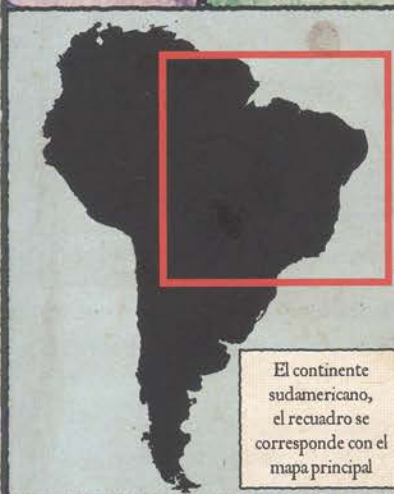 El continente
sudamericano,
el recuadro se
corresponde con el
mapa principal